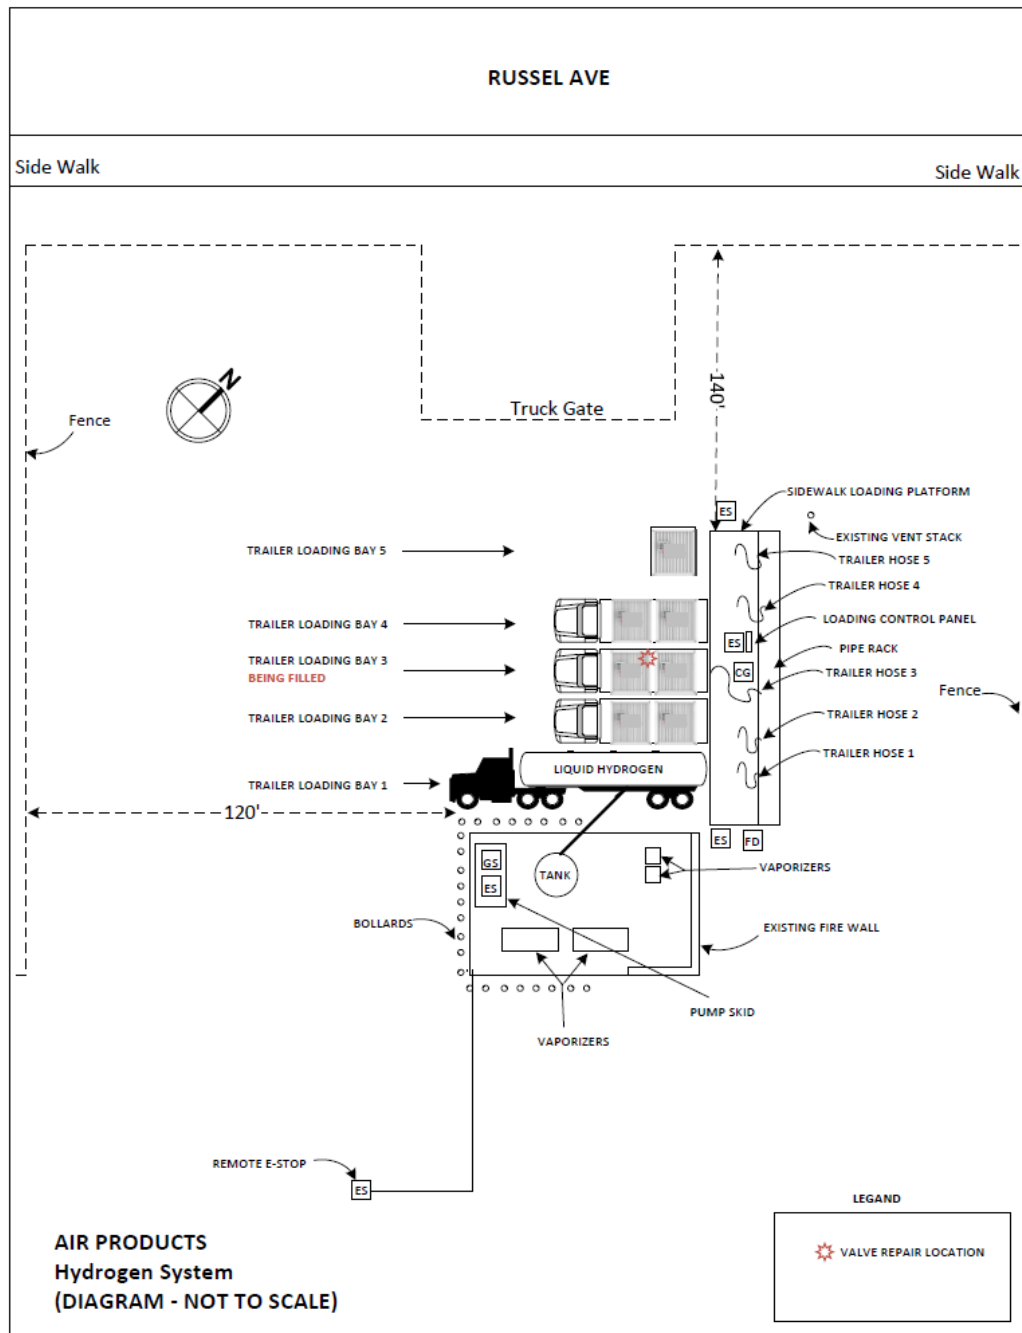 RUSSEL AVE
Side Walk
Side Walk
N
Fence
Truck Gate
140'
SIDEWALK LOADING PLATFORM
ES
EXISTING VENT STACK
TRAILER LOADING BAY 5
TRAILER HOSE 5
TRAILER HOSE 4
TRAILER LOADING BAY 4
LOADING CONTROL PANEL
ES
PIPE RACK
TRAILER LOADING BAY 3
BEING FILLED
CG
TRAILER HOSE 3
Fence
TRAILER LOADING BAY 2
TRAILER HOSE 2
TRAILER HOSE 1
LIQUID HYDROGEN
TRAILER LOADING BAY 1
120'
ES
FD
GS
ES
TANK
VAPORIZERS
BOLLARDS
EXISTING FIRE WALL
PUMP SKID
VAPORIZERS
REMOTE E-STOP
ES
LEGAND
VALVE REPAIR LOCATION
AIR PRODUCTS
Hydrogen System
(DIAGRAM - NOT TO SCALE)